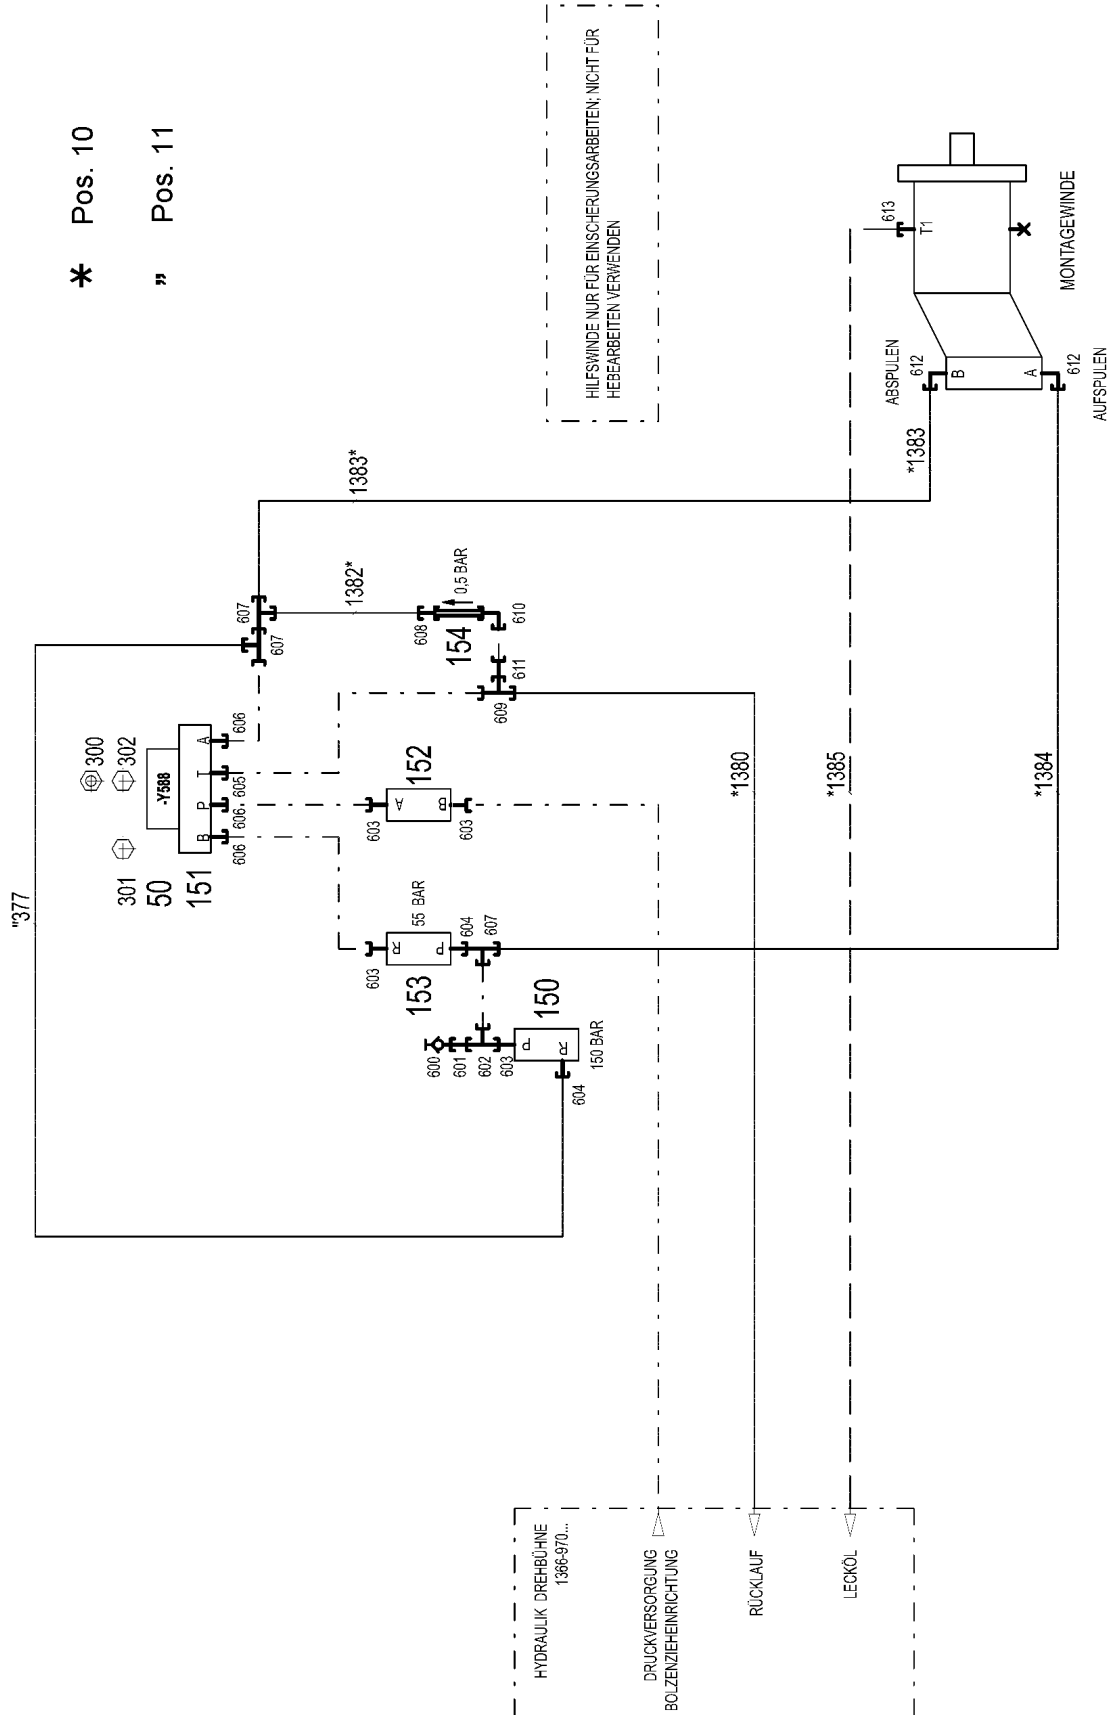 * Pos. 10
" Pos. 11
HILFSWINDE NUR FÜR EINSCHERUNGSARBEITEN; NICHT FÜR
HEBEARBEITEN VERWENDEN
"377
301
50
151
300
302
-Y588
B
P
T
A
606
606
605
606
607
607
1383*
1382*
608
154
0,5 BAR
610
611
609
603
152
A
B
603
603
153
R
P
55 BAR
604
607
600
601
602
603
150
P
R
150 BAR
604
*1380
*1385
*1384
*1383
ABSPULEN
612
B
A
612
AUFSPULEN
613
T1
MONTAGEWINDE
HYDRAULIK DREHBÜHNE
1366-970...
DRUCKVERSORGUNG
BOLZENZIEHEINRICHTUNG
RÜCKLAUF
LECKÖL